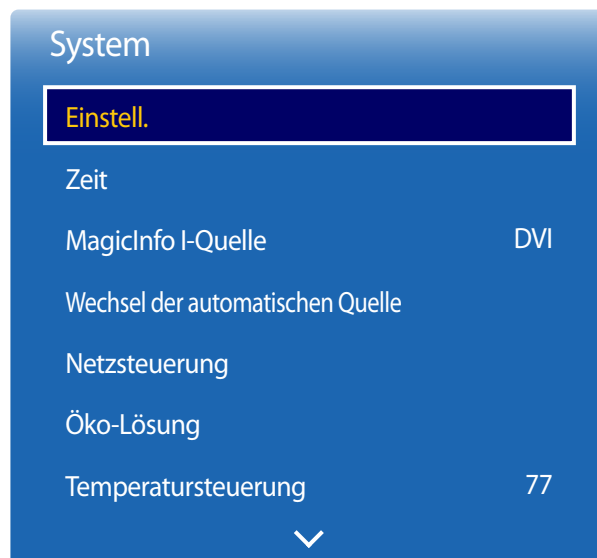 System
Einstell.
Zeit
MagicInfo I-Quelle DVI
Wechsel der automatischen Quelle
Netzsteuerung
Öko-Lösung
Temperatursteuerung 77